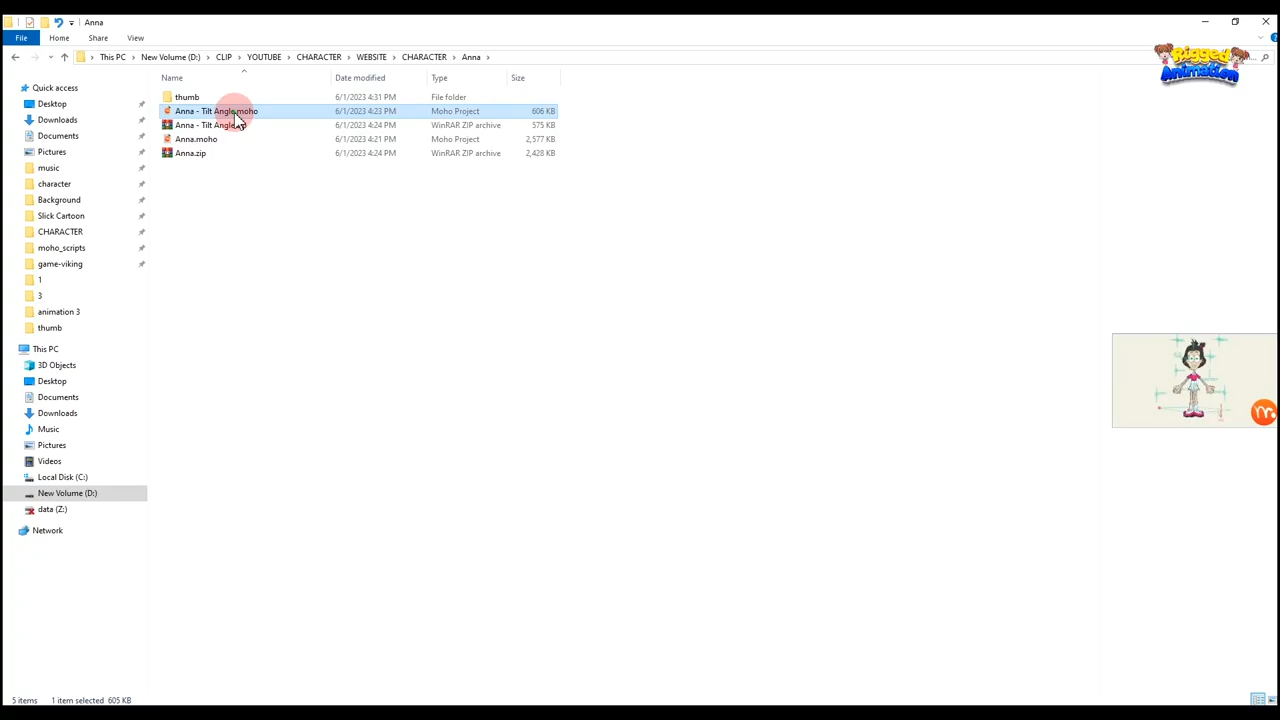 Anna
File Home Share View
This PC New Volume (D:) CLIP YOUTUBE CHARACTER WEBSITE CHARACTER Anna
Rigged
Animation
Name Date modified Type Size
Quick access
Desktop
Downloads
Documents
Pictures
music
character
Background
Slick Cartoon
CHARACTER
moho_scripts
game-viking
1
3
animation 3
thumb
This PC
3D Objects
Desktop
Documents
Downloads
Music
Pictures
Videos
Local Disk (C:)
New Volume (D:)
data (Z:)
Network
thumb 6/1/2023 4:31 PM File folder
Anna - Tilt Angle.moho 6/1/2023 4:23 PM Moho Project 606 KB
Anna - Tilt Angle 6/1/2023 4:24 PM WinRAR ZIP archive 575 KB
Anna.moho 6/1/2023 4:21 PM Moho Project 2,577 KB
Anna.zip 6/1/2023 4:24 PM WinRAR ZIP archive 2,428 KB
5 items 1 item selected 605 KB